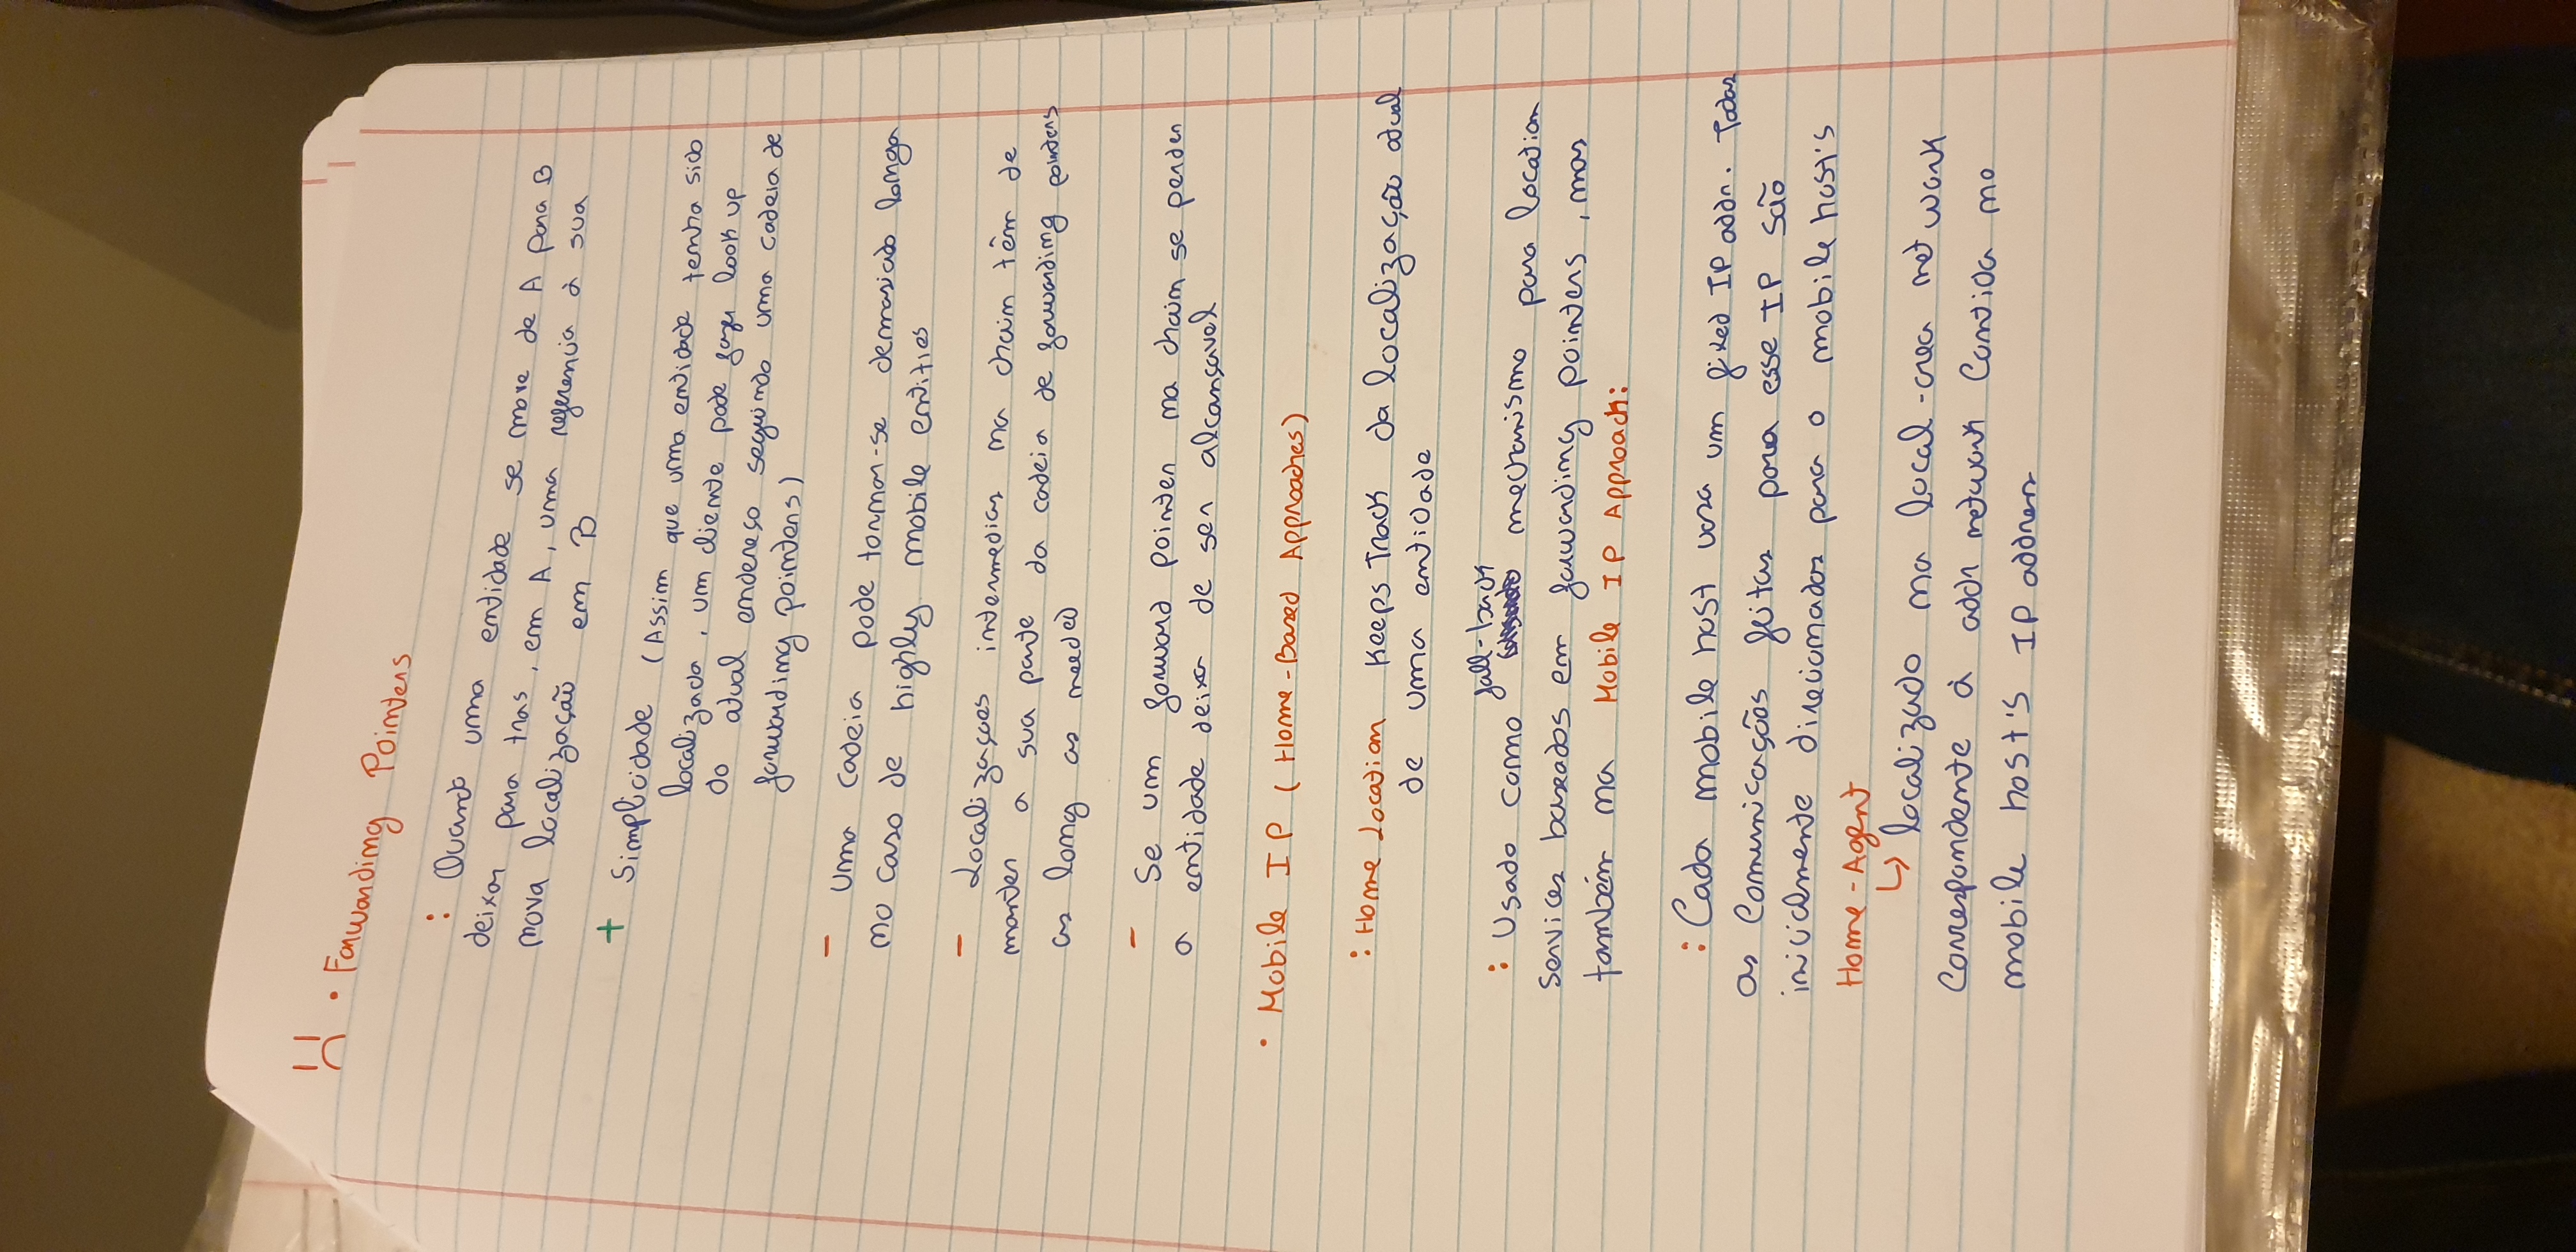 • Forwarding Pointers
: Quando uma entidade se move de A para B
deixar para tras, em A, uma referencia à sua
nova localização em B
+ Simplicidade (Assim que uma entidade tenha sido
localizada, um cliente pode fazer look up
do atual endereço seguindo uma cadeia de
forwarding pointers)
- Uma cadeia pode tornar-se demasiado longa
no caso de highly mobile entities
- Localizaçoes intermedias na chain têm de
manter a sua parte da cadeia de forwarding pointers
as long as needed
- Se um forward pointer na chain se perder
a entidade deixa de ser alcansavel
• Mobile IP (Home-Based Approaches)
: Home Location Keeps Track da localização atual
de uma entidade
fall-back
: Usado como mechanismo para location
services baseados em forwarding pointers, mas
também na Mobile IP Approach:
: Cada mobile host usa um fixed IP addr. Todas
as Comunicações feitas para esse IP são
inicialmente direcionadas para o mobile host's
Home-Agent
↳ localizado na local-area network
Correspondente à addr network Contida no
mobile host's IP address